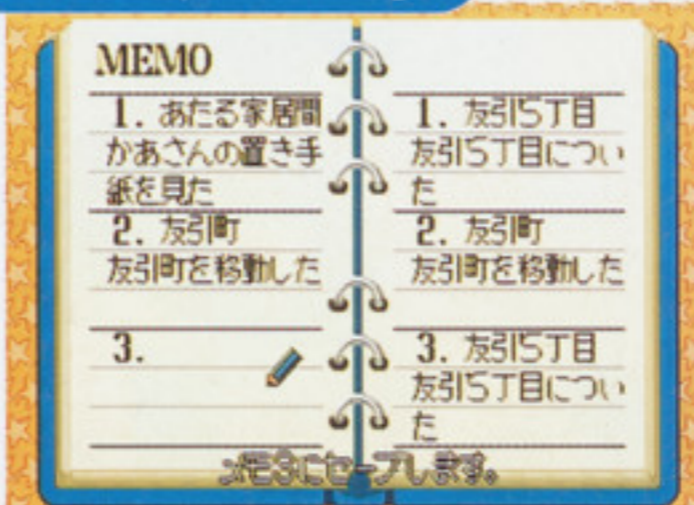 MEMO
1. あたる家居間
かあさんの置き手
紙を見た
2. 友引町
友引町を移動した
3.
1. 友引5丁目
友引5丁目につい
た
2. 友引町
友引町を移動した
3. 友引5丁目
友引5丁目につい
た
メモ3にセーブします。